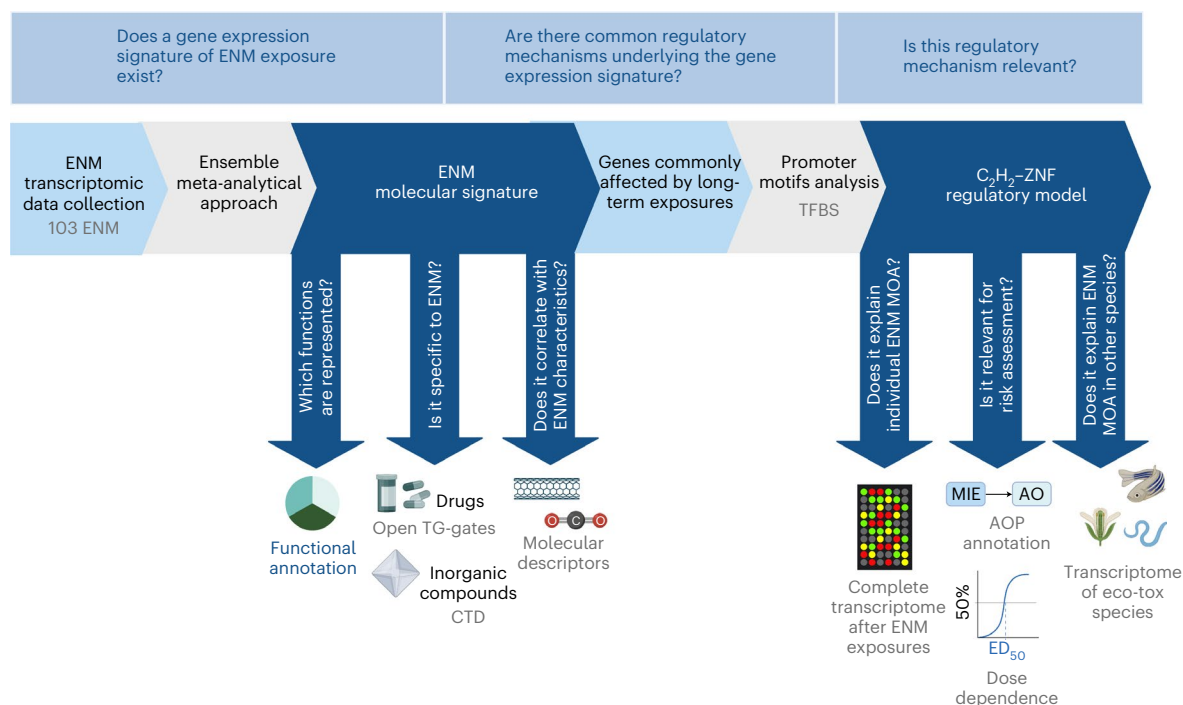 Does a gene expression
signature of ENM exposure
exist?
Are there common regulatory
mechanisms underlying the gene
expression signature?
Is this regulatory
mechanism relevant?
ENM
transcriptomic
data collection
103 ENM
Ensemble
meta-analytical
approach
ENM
molecular signature
Genes commonly
affected by long-
term exposures
Promoter
motifs analysis
TFBS
C₂H₂–ZNF
regulatory model
Which functions
are represented?
Is it specific to ENM?
Does it correlate with
ENM characteristics?
Does it explain
individual ENM MOA?
Is it relevant for
risk assessment?
Does it explain ENM
MOA in other species?
Functional
annotation
Drugs
Open TG-gates
Inorganic
compounds
CTD
O C O
Molecular
descriptors
Complete
transcriptome
after ENM
exposures
MIE AO
AOP
annotation
50%
ED₅₀
Dose
dependence
Transcriptome
of eco-tox
species